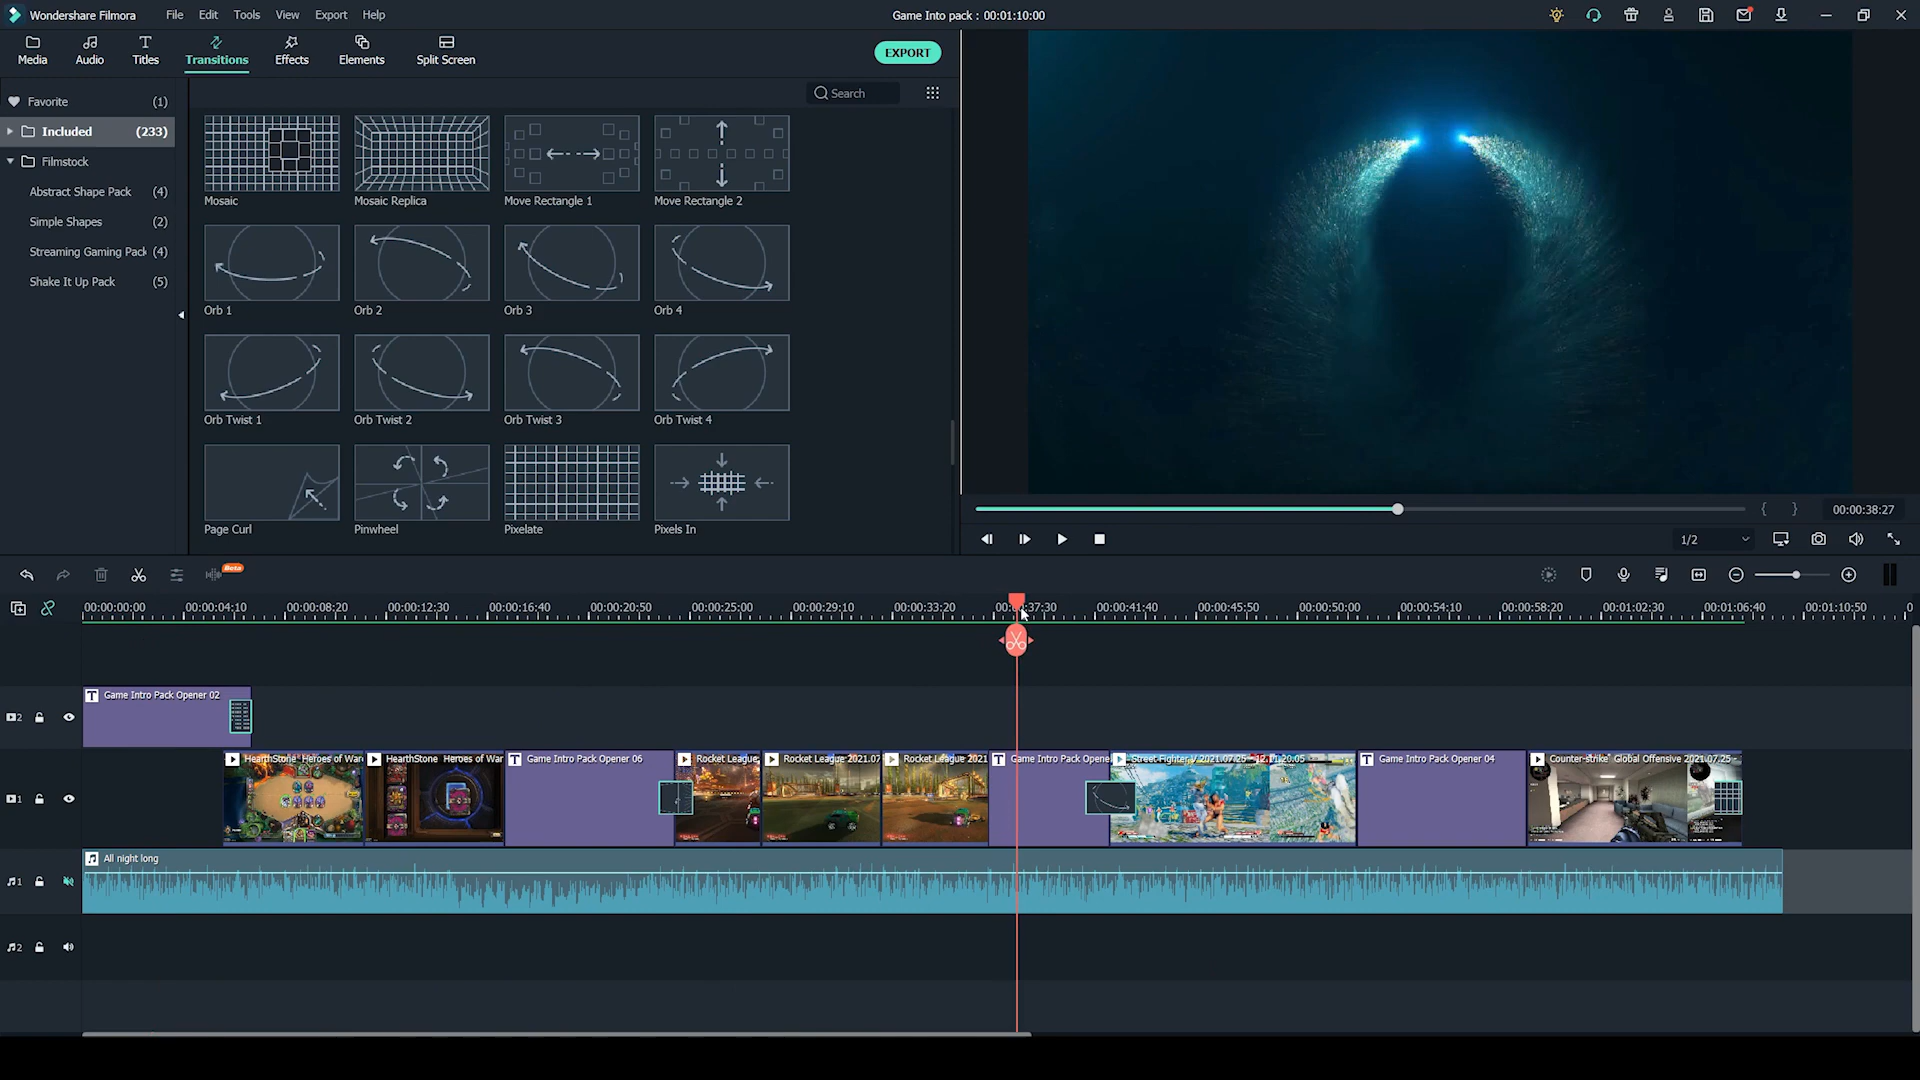 Wondershare Filmora File Edit Tools View Export Help
Game Into pack : 00:01:10:00
Media Audio Titles Transitions Effects Elements Split Screen
EXPORT
Favorite (1)
Included (233)
Filmstock
Abstract Shape Pack (4)
Simple Shapes (2)
Streaming Gaming Pack (4)
Shake It Up Pack (5)
Search
Mosaic Mosaic Replica Move Rectangle 1 Move Rectangle 2
Orb 1 Orb 2 Orb 3 Orb 4
Orb Twist 1 Orb Twist 2 Orb Twist 3 Orb Twist 4
Page Curl Pinwheel Pixelate Pixels In
{ } 00:00:38:27
1/2
Beta
00:00:00:00 00:00:04:10 00:00:08:20 00:00:12:30 00:00:16:40 00:00:20:50 00:00:25:00 00:00:29:10 00:00:33:20 00:00:37:30 00:00:41:40 00:00:45:50 00:00:50:00 00:00:54:10 00:00:58:20 00:01:02:30 00:01:06:40 00:01:10:50 0
2
T Game Intro Pack Opener 02
1
HearthStone Heroes of War
HearthStone Heroes of War
T Game Intro Pack Opener 06
Rocket League
Rocket League 2021.07
Rocket League 2021
T Game Intro Pack Opene
Street Fighter V 2021.07.25 - 12.11.20.05
T Game Intro Pack Opener 04
Counter-strike Global Offensive 2021.07.25 -
1
All night long
2